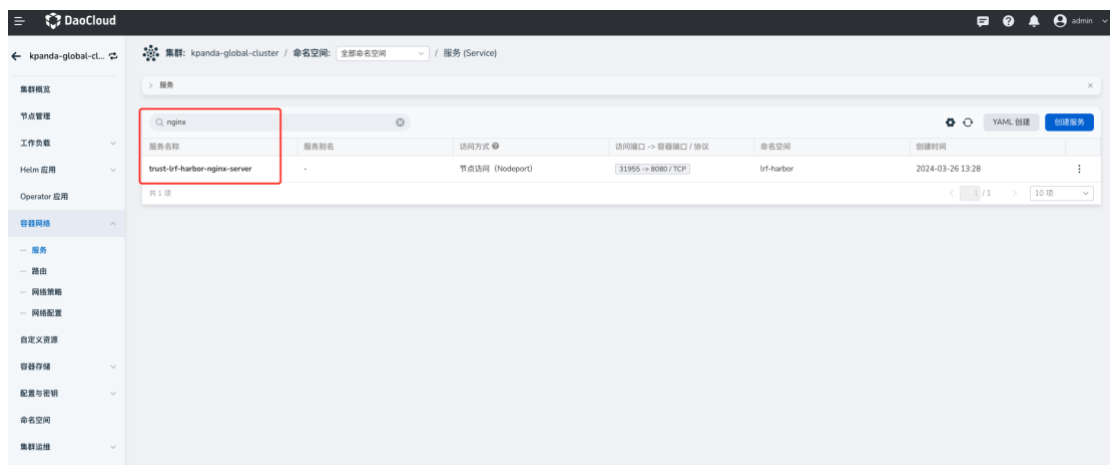 DaoCloud
admin
kpanda-global-cl...
集群: kpanda-global-cluster / 命名空间: 全部命名空间 / 服务 (Service)
集群概览
节点管理
工作负载
Helm 应用
Operator 应用
容器网络
服务
路由
网络策略
网络配置
自定义资源
容器存储
配置与密钥
命名空间
集群运维
服务
nginx
YAML 创建
创建服务
服务名称 服务别名 访问方式 访问端口 -> 容器端口 / 协议 命名空间 创建时间
trust-lrf-harbor-nginx-server - 节点访问 (Nodeport) 31955 -> 8080 / TCP lrf-harbor 2024-03-26 13:28
共 1 项
1 / 1
10 项